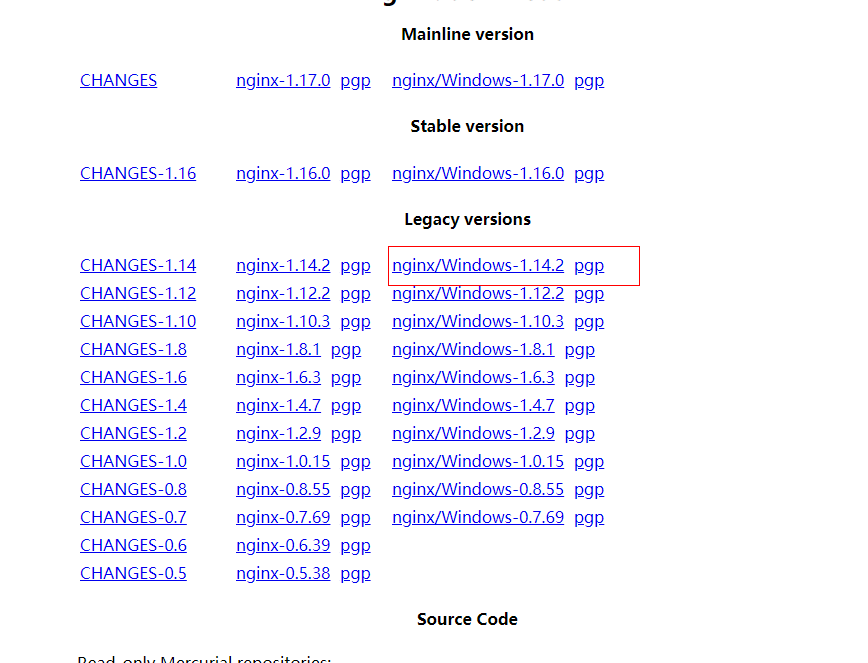 Mainline version
CHANGES nginx-1.17.0 pgp nginx/Windows-1.17.0 pgp
Stable version
CHANGES-1.16 nginx-1.16.0 pgp nginx/Windows-1.16.0 pgp
Legacy versions
CHANGES-1.14 nginx-1.14.2 pgp nginx/Windows-1.14.2 pgp
CHANGES-1.12 nginx-1.12.2 pgp nginx/Windows-1.12.2 pgp
CHANGES-1.10 nginx-1.10.3 pgp nginx/Windows-1.10.3 pgp
CHANGES-1.8 nginx-1.8.1 pgp nginx/Windows-1.8.1 pgp
CHANGES-1.6 nginx-1.6.3 pgp nginx/Windows-1.6.3 pgp
CHANGES-1.4 nginx-1.4.7 pgp nginx/Windows-1.4.7 pgp
CHANGES-1.2 nginx-1.2.9 pgp nginx/Windows-1.2.9 pgp
CHANGES-1.0 nginx-1.0.15 pgp nginx/Windows-1.0.15 pgp
CHANGES-0.8 nginx-0.8.55 pgp nginx/Windows-0.8.55 pgp
CHANGES-0.7 nginx-0.7.69 pgp nginx/Windows-0.7.69 pgp
CHANGES-0.6 nginx-0.6.39 pgp
CHANGES-0.5 nginx-0.5.38 pgp
Source Code
Read-only Mercurial repositories: